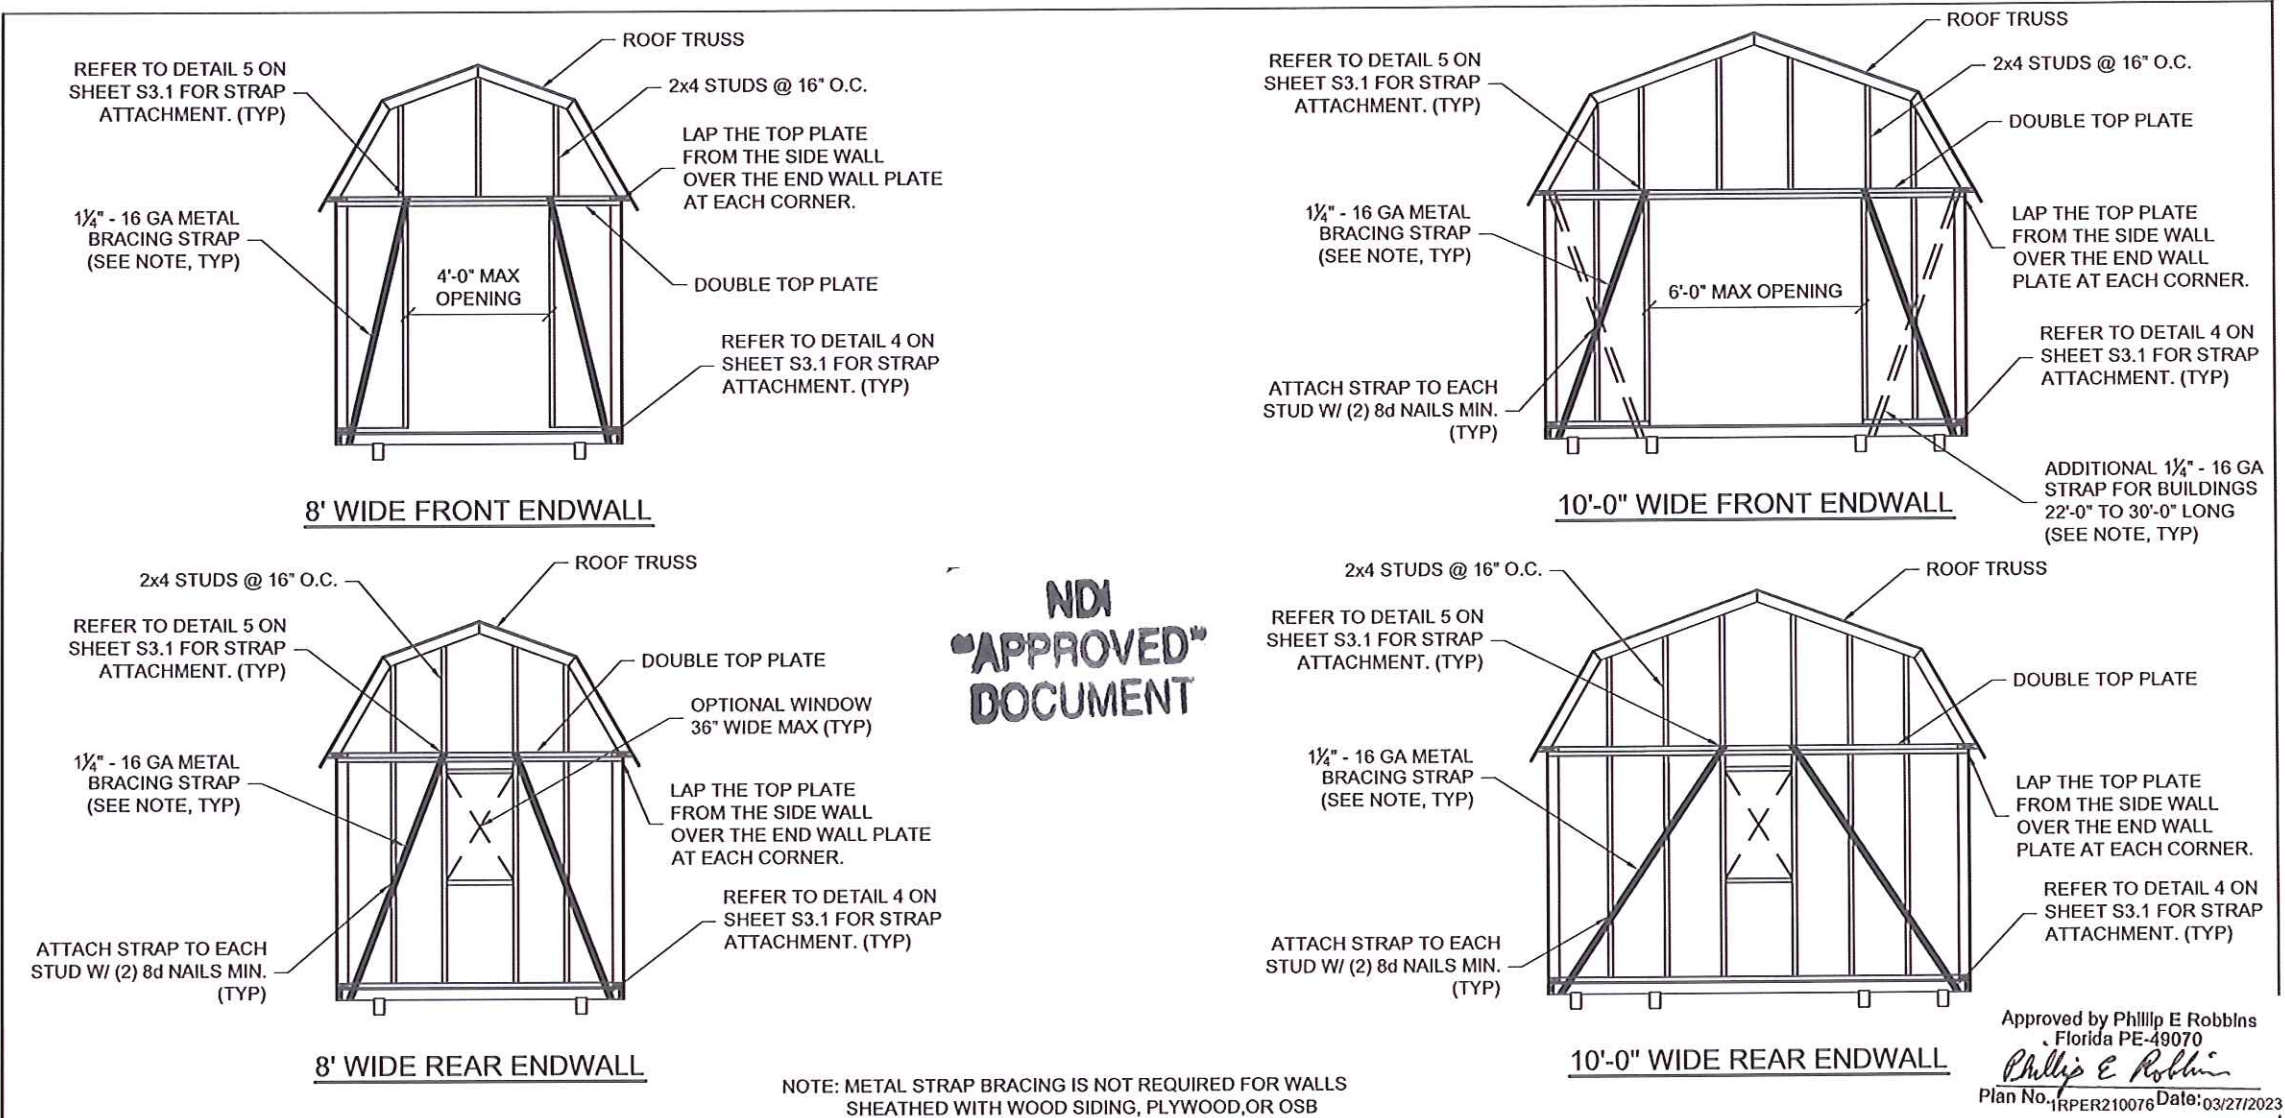 ROOF TRUSS
REFER TO DETAIL 5 ON
SHEET S3.1 FOR STRAP
ATTACHMENT. (TYP)
2x4 STUDS @ 16" O.C.
LAP THE TOP PLATE
FROM THE SIDE WALL
OVER THE END WALL PLATE
AT EACH CORNER.
1¼" - 16 GA METAL
BRACING STRAP
(SEE NOTE, TYP)
4'-0" MAX
OPENING
DOUBLE TOP PLATE
REFER TO DETAIL 4 ON
SHEET S3.1 FOR STRAP
ATTACHMENT. (TYP)
8' WIDE FRONT ENDWALL
ROOF TRUSS
REFER TO DETAIL 5 ON
SHEET S3.1 FOR STRAP
ATTACHMENT. (TYP)
2x4 STUDS @ 16" O.C.
DOUBLE TOP PLATE
1¼" - 16 GA METAL
BRACING STRAP
(SEE NOTE, TYP)
LAP THE TOP PLATE
FROM THE SIDE WALL
OVER THE END WALL
PLATE AT EACH CORNER.
6'-0" MAX OPENING
REFER TO DETAIL 4 ON
SHEET S3.1 FOR STRAP
ATTACHMENT. (TYP)
ATTACH STRAP TO EACH
STUD W/ (2) 8d NAILS MIN.
(TYP)
ADDITIONAL 1¼" - 16 GA
STRAP FOR BUILDINGS
22'-0" TO 30'-0" LONG
(SEE NOTE, TYP)
10'-0" WIDE FRONT ENDWALL
ROOF TRUSS
2x4 STUDS @ 16" O.C.
REFER TO DETAIL 5 ON
SHEET S3.1 FOR STRAP
ATTACHMENT. (TYP)
DOUBLE TOP PLATE
OPTIONAL WINDOW
36" WIDE MAX (TYP)
1¼" - 16 GA METAL
BRACING STRAP
(SEE NOTE, TYP)
LAP THE TOP PLATE
FROM THE SIDE WALL
OVER THE END WALL PLATE
AT EACH CORNER.
REFER TO DETAIL 4 ON
SHEET S3.1 FOR STRAP
ATTACHMENT. (TYP)
ATTACH STRAP TO EACH
STUD W/ (2) 8d NAILS MIN.
(TYP)
8' WIDE REAR ENDWALL
NDI
"APPROVED"
DOCUMENT
2x4 STUDS @ 16" O.C.
ROOF TRUSS
REFER TO DETAIL 5 ON
SHEET S3.1 FOR STRAP
ATTACHMENT. (TYP)
DOUBLE TOP PLATE
1¼" - 16 GA METAL
BRACING STRAP
(SEE NOTE, TYP)
LAP THE TOP PLATE
FROM THE SIDE WALL
OVER THE END WALL
PLATE AT EACH CORNER.
REFER TO DETAIL 4 ON
SHEET S3.1 FOR STRAP
ATTACHMENT. (TYP)
ATTACH STRAP TO EACH
STUD W/ (2) 8d NAILS MIN.
(TYP)
10'-0" WIDE REAR ENDWALL
NOTE: METAL STRAP BRACING IS NOT REQUIRED FOR WALLS
SHEATHED WITH WOOD SIDING, PLYWOOD,OR OSB
Approved by Phillip E Robbins
Florida PE-49070
Phillip E Robbins
Plan No. 1RPER210076 Date: 03/27/2023